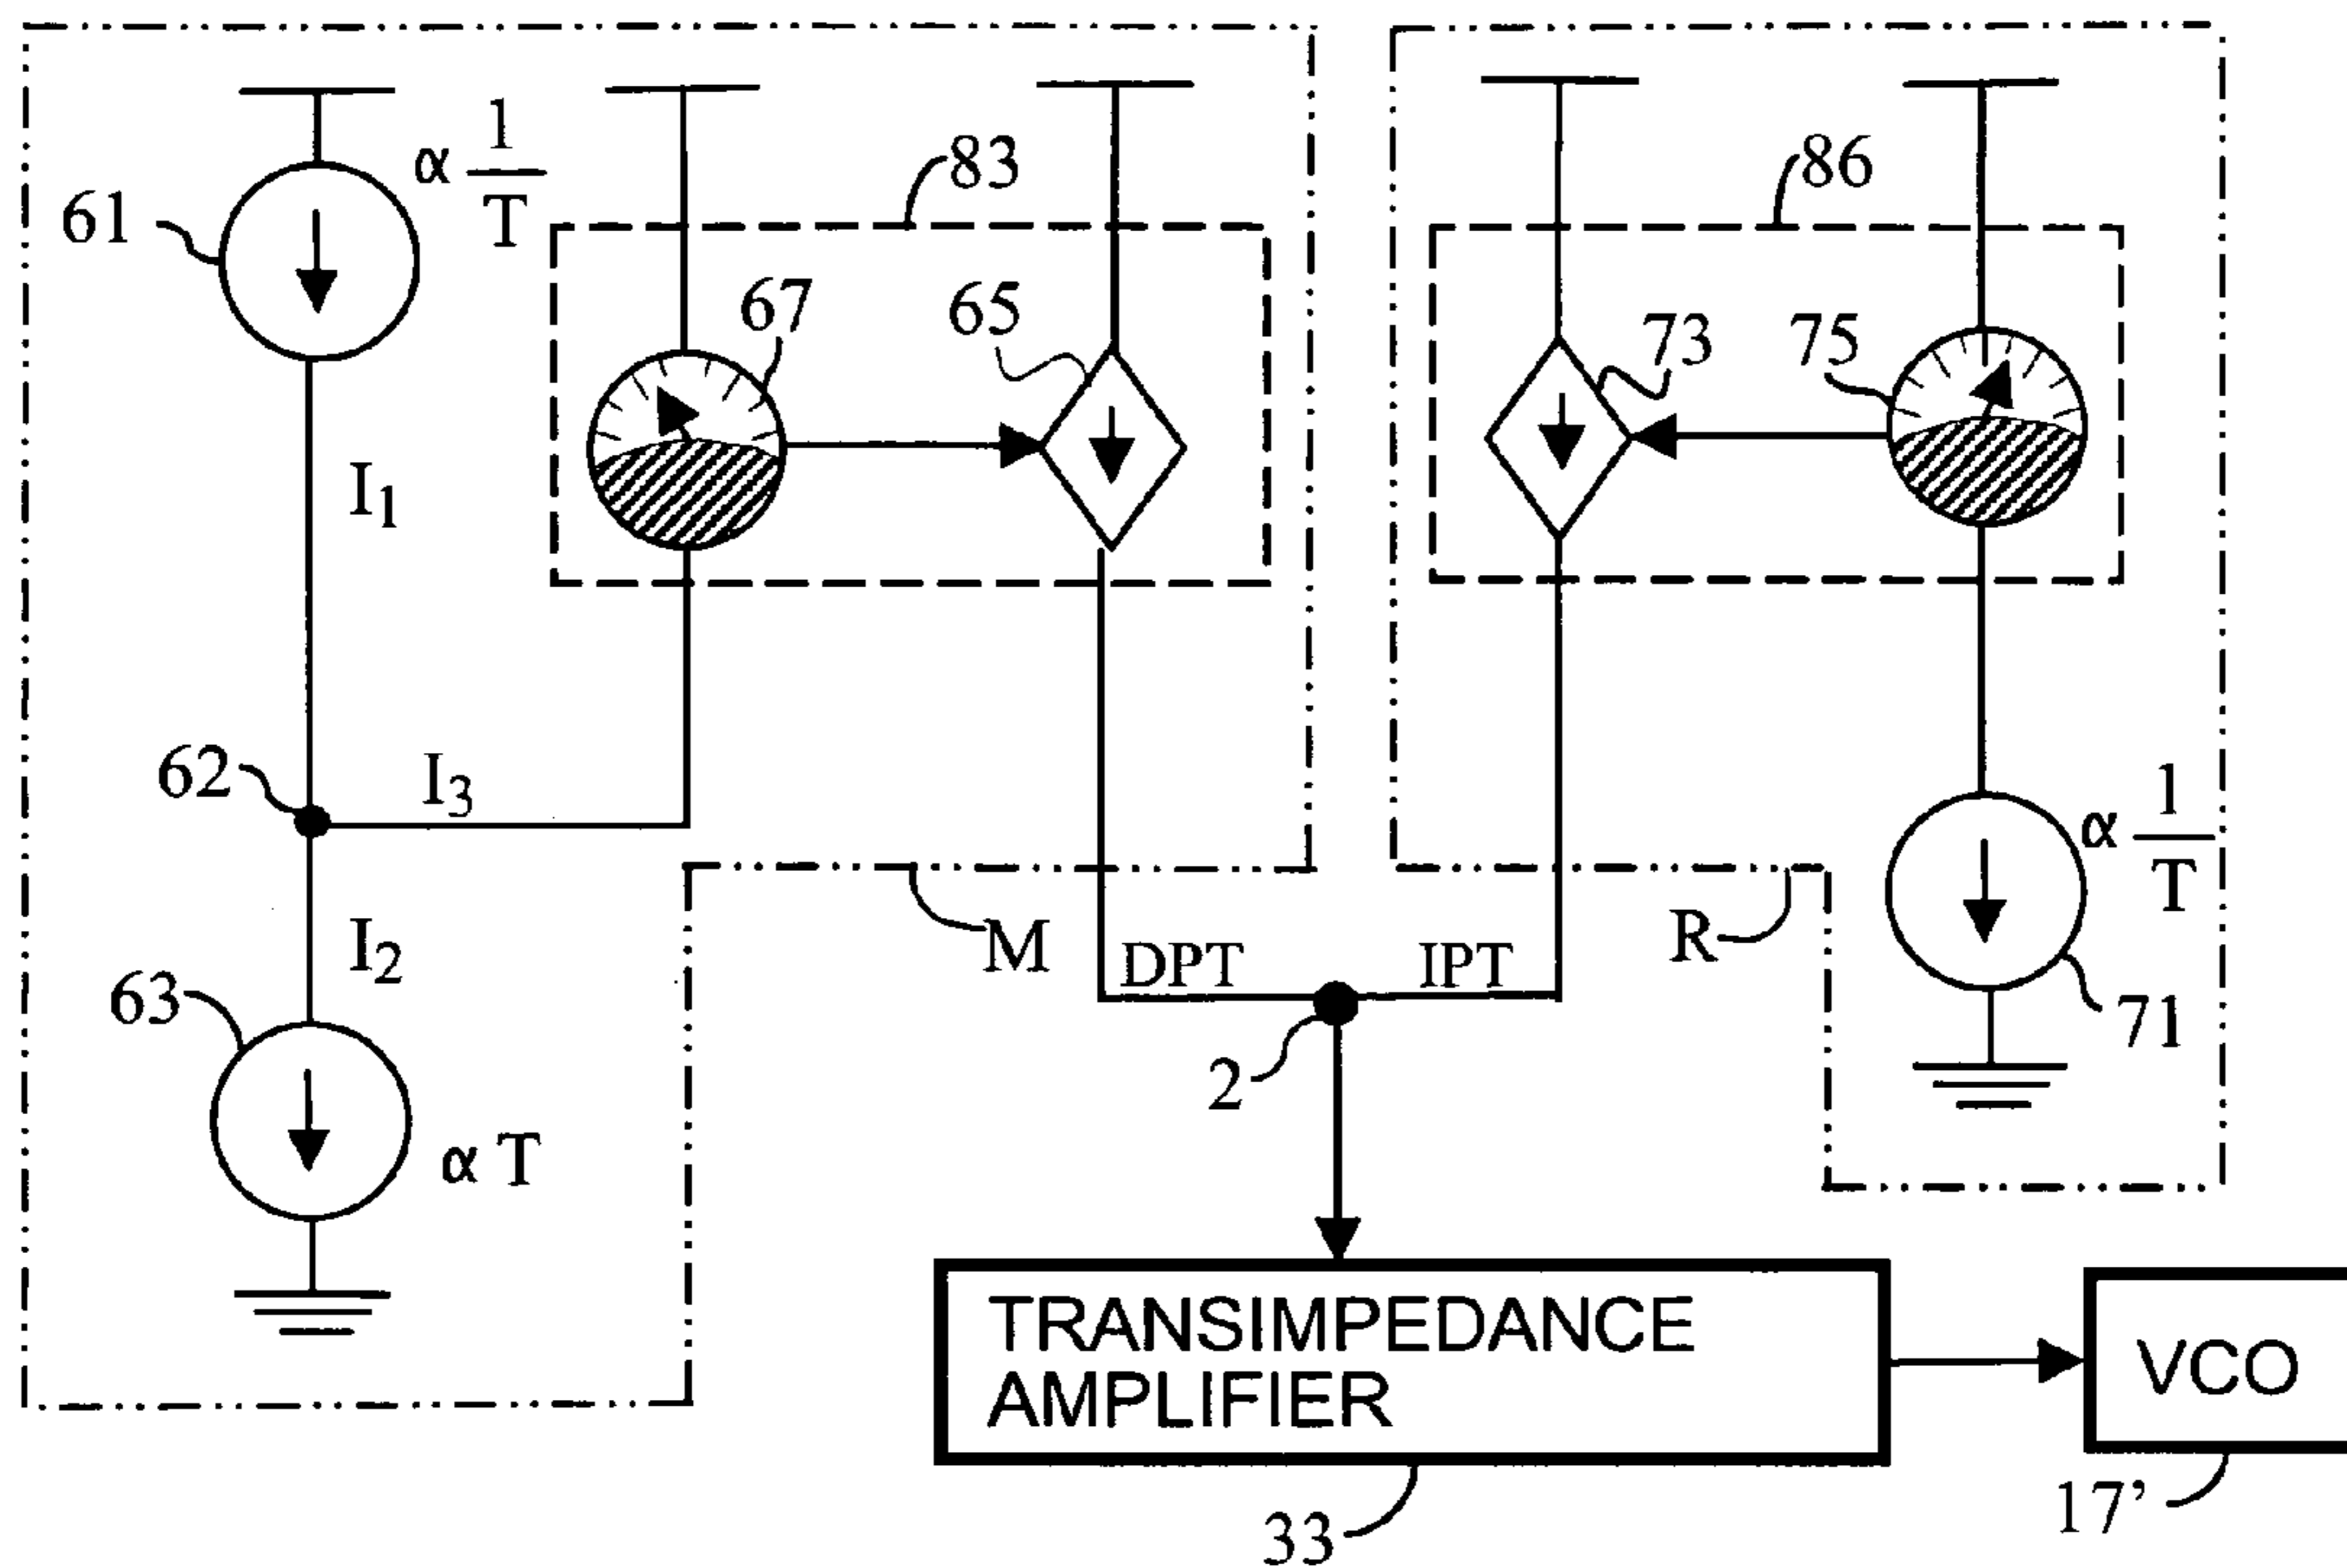 61
α 1/T
83
86
67
65
73
75
I1
62
I3
I2
63
α T
M
DPT
IPT
R
α 1/T
71
2
TRANSIMPEDANCE
AMPLIFIER
VCO
33
17’